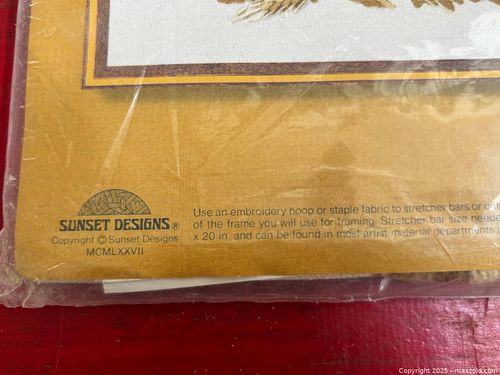 SUNSET DESIGNS®
Copyright © Sunset Designs
MCMLXXVII
Use an embroidery hoop or staple fabric to stretcher bars or
of the frame you will use for framing. Stretcher bar size
x 20 in. and can be found in most artist material departments
Copyright 2025 - maxsold.com